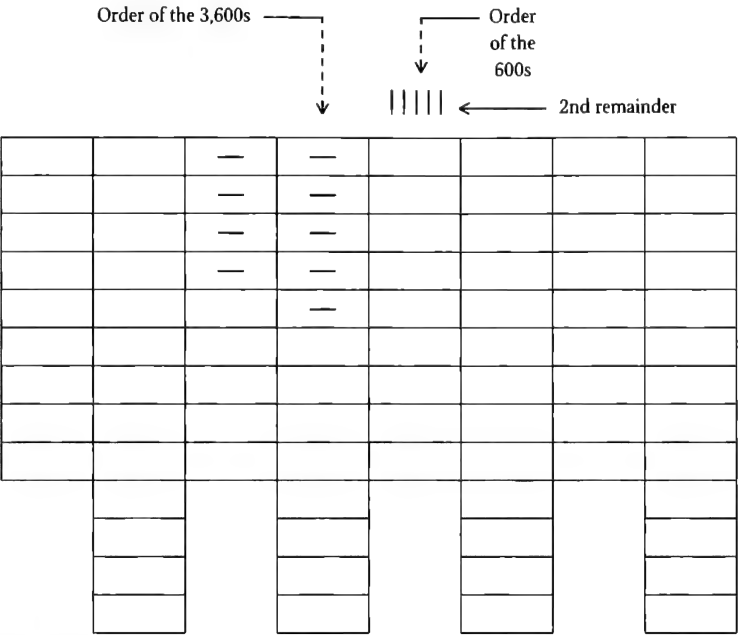 Order of the 3,600s
Order
of the
600s
2nd remainder